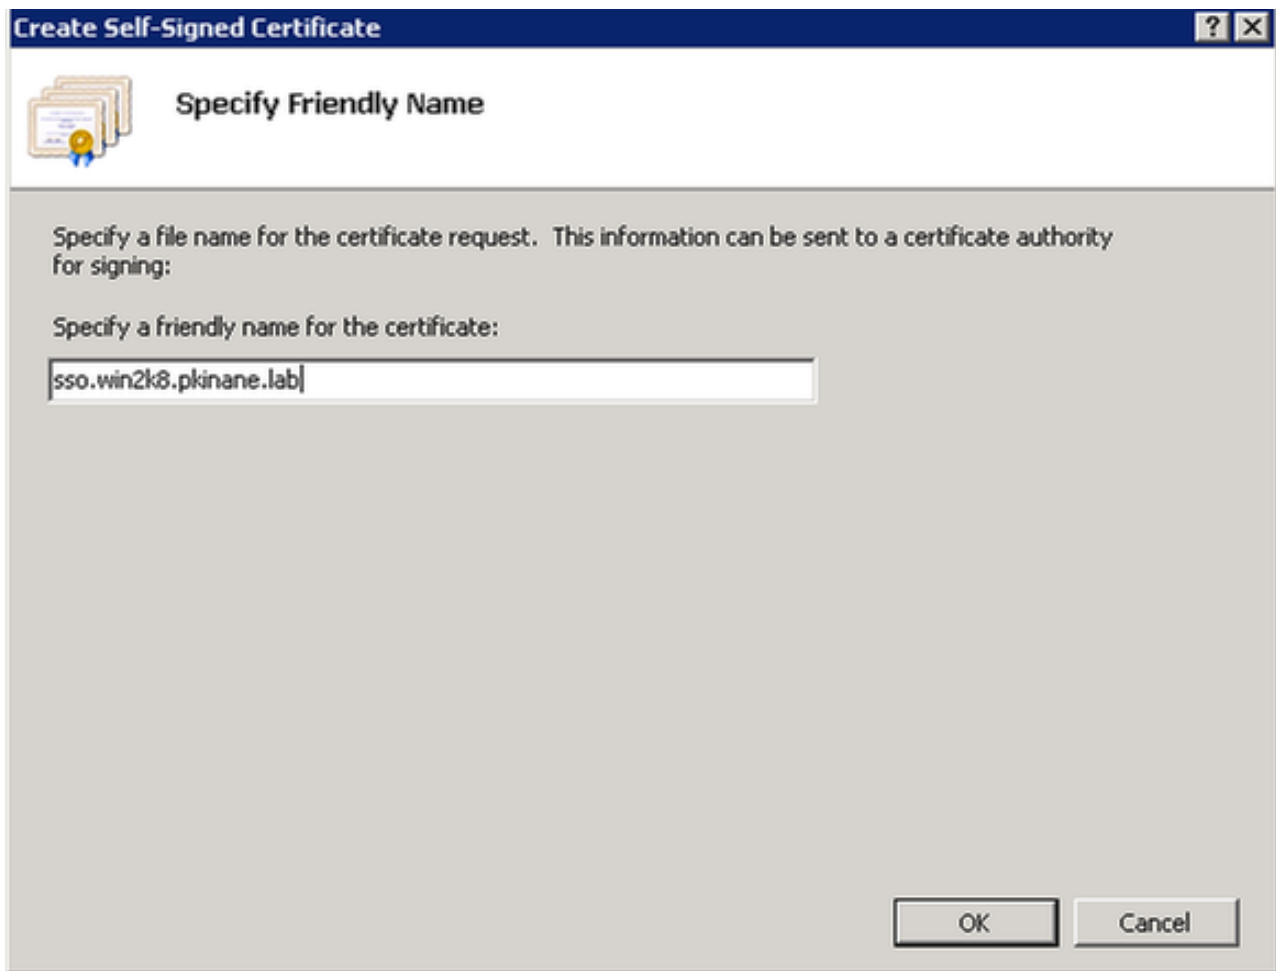 Create Self-Signed Certificate
Specify Friendly Name
Specify a file name for the certificate request.  This information can be sent to a certificate authority
for signing:
Specify a friendly name for the certificate:
sso.win2k8.pkinane.lab
OK
Cancel